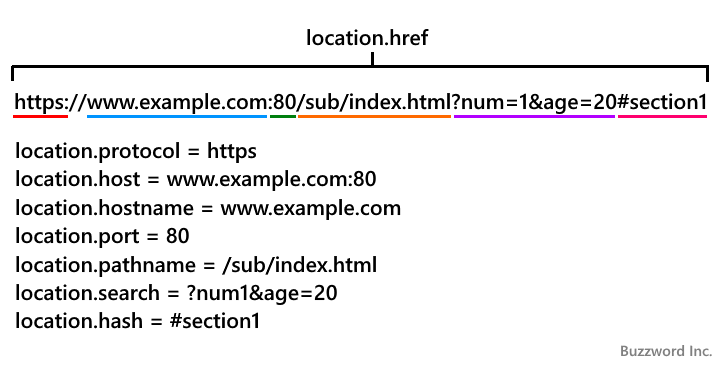 location.href
https://www.example.com:80/sub/index.html?num=1&age=20#section1
location.protocol = https
location.host = www.example.com:80
location.hostname = www.example.com
location.port = 80
location.pathname = /sub/index.html
location.search = ?num1&age=20
location.hash = #section1
Buzzword Inc.